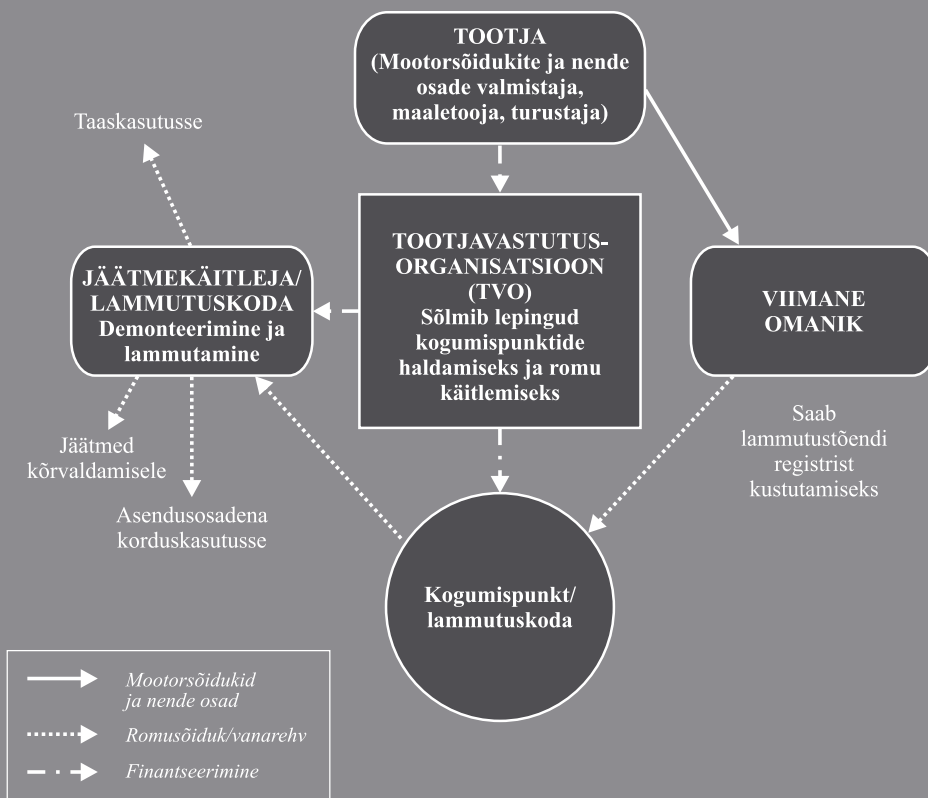 TOOTJA
(Mootorsõidukite ja nende
osade valmistaja,
maaletooja, turustaja)
Taaskasutusse
TOOTJAVASTUTUS-
ORGANISATSIOON
(TVO)
Sõlmib lepingud
kogumispunktide
haldamiseks ja romu
käitlemiseks
JÄÄTMEKÄITLEJA/
LAMMUTUSKODA
Demonteerimine ja
lammutamine
VIIMANE
OMANIK
Jäätmed
kõrvaldamisele
Asendusosadena
korduskasutusse
Saab
lammutustõendi
registrist
kustutamiseks
Kogumispunkt/
lammutuskoda
Mootorsõidukid
ja nende osad
Romusõiduk/vanarehv
Finantseerimine